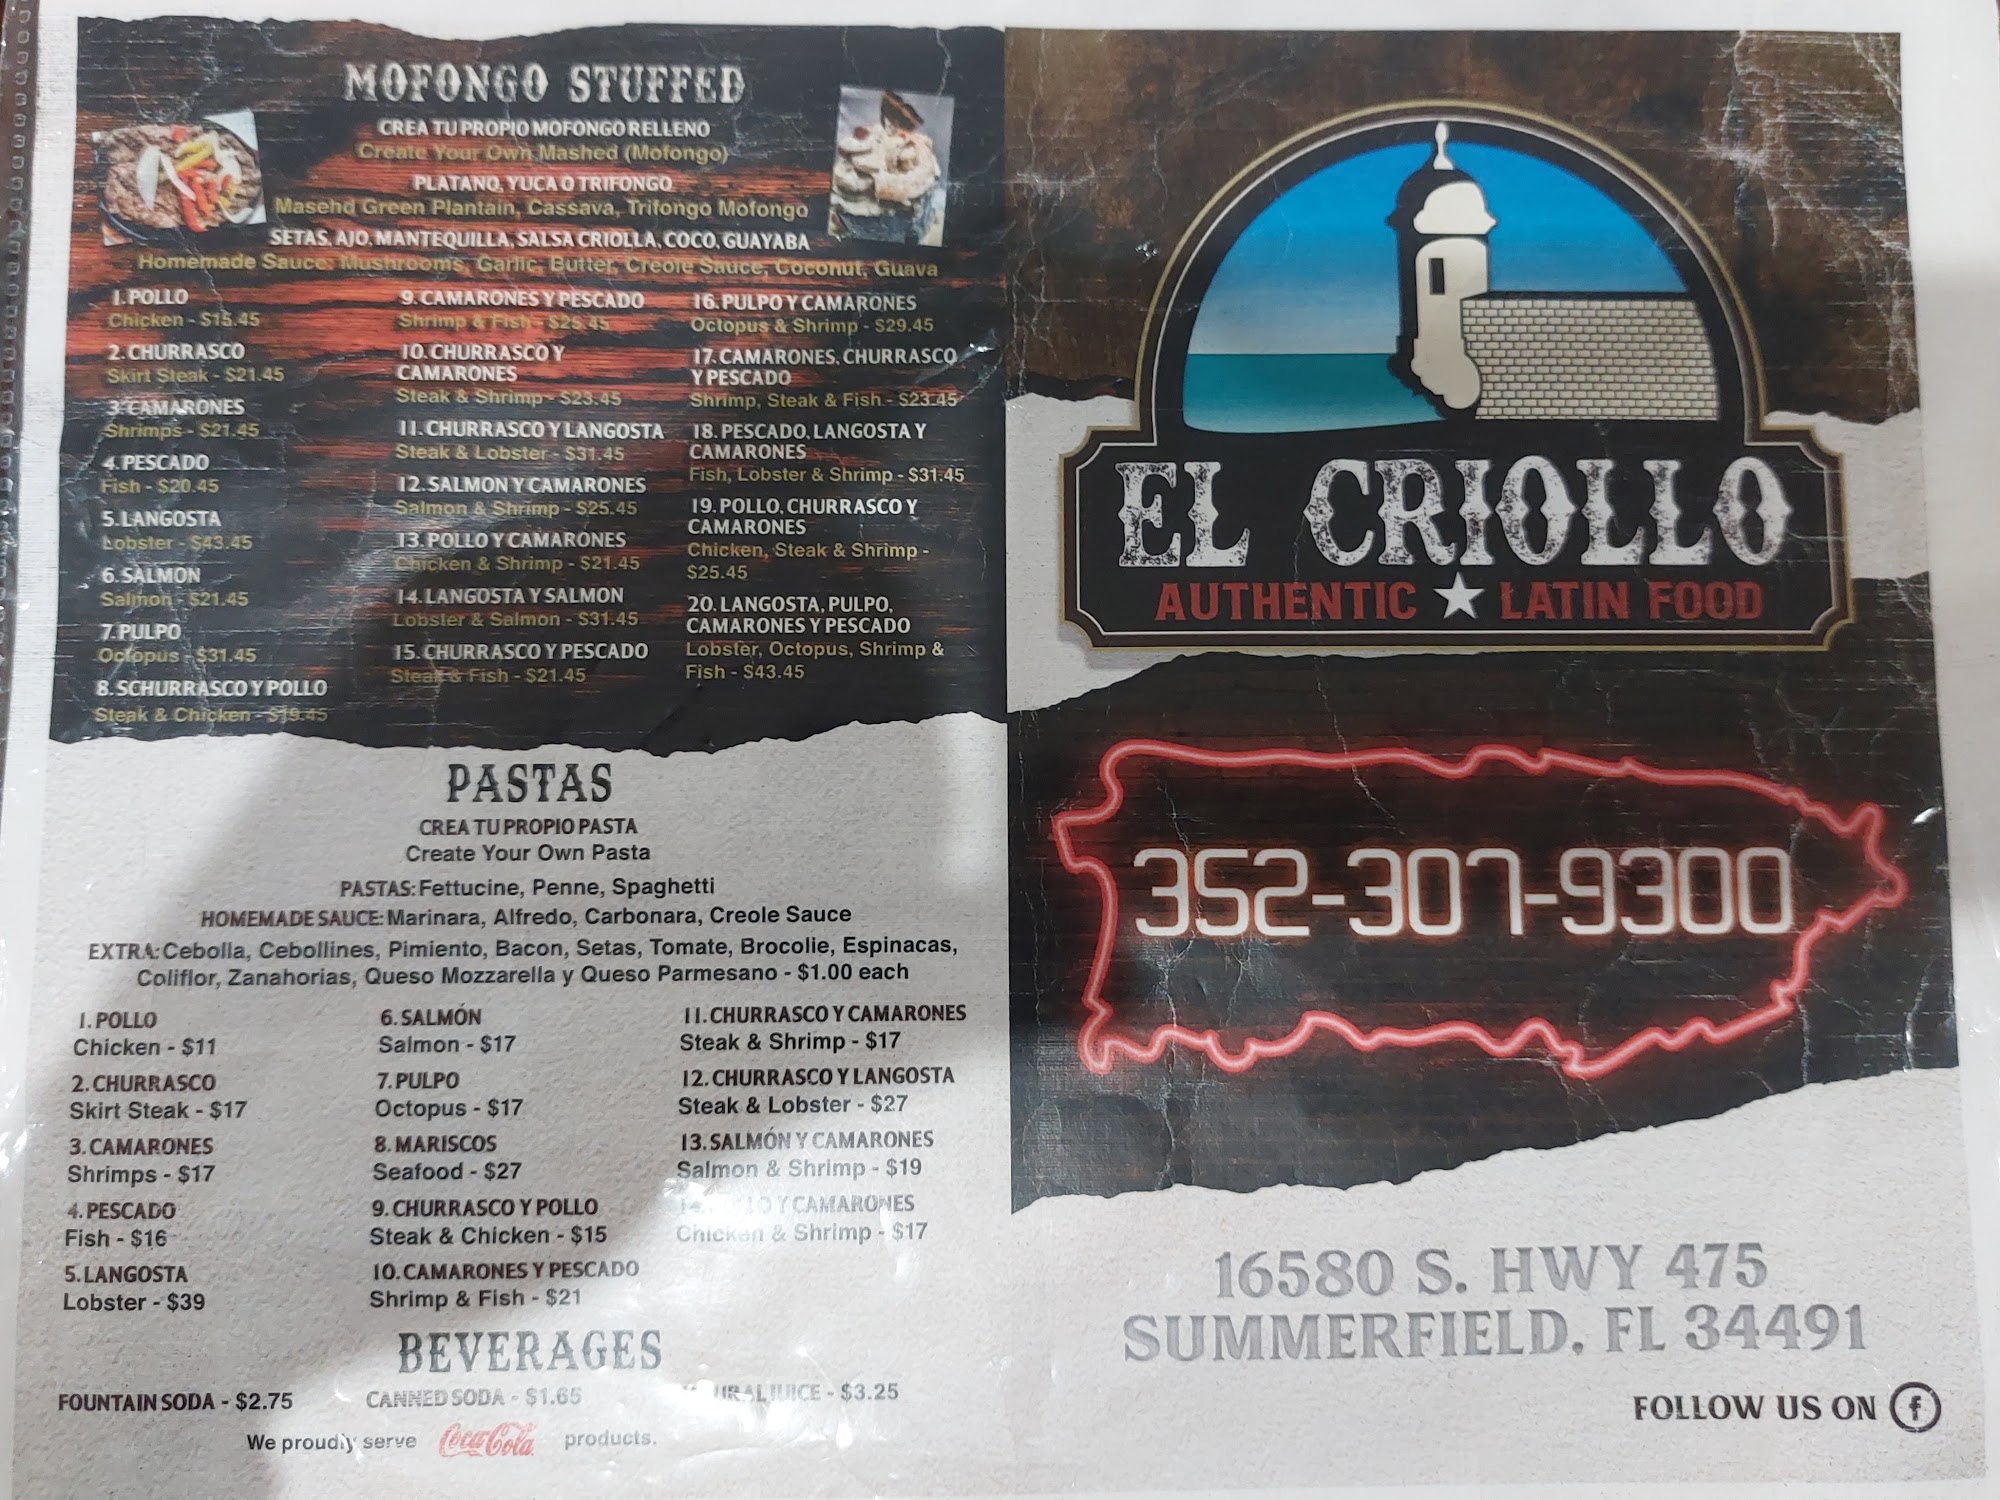 MOFONGO STUFFED
CREA TU PROPIO MOFONGO RELLENO
Create Your Own Mashed (Mofongo)
PLATANO, YUCA O TRIFONGO
Masehd Green Plantain, Cassava, Trifongo Mofongo
SETAS, AJO, MANTEQUILLA, SALSA CRIOLLA, COCO, GUAYABA
Homemade Sauce: Mushrooms, Garlic, Butter, Creole Sauce, Coconut, Guava
1. POLLO
Chicken - $15.45
2. CHURRASCO
Skirt Steak - $21.45
3. CAMARONES
Shrimps - $21.45
4. PESCADO
Fish - $20.45
5. LANGOSTA
Lobster - $43.45
6. SALMON
Salmon - $21.45
7. PULPO
Octopus - $31.45
8. SCHURRASCO Y POLLO
Steak & Chicken - $19.45
9. CAMARONES Y PESCADO
Shrimp & Fish - $25.45
10. CHURRASCO Y
CAMARONES
Steak & Shrimp - $23.45
11. CHURRASCO Y LANGOSTA
Steak & Lobster - $31.45
12. SALMON Y CAMARONES
Salmon & Shrimp - $25.45
13. POLLO Y CAMARONES
Chicken & Shrimp - $21.45
14. LANGOSTA Y SALMON
Lobster & Salmon - $31.45
15. CHURRASCO Y PESCADO
Steak & Fish - $21.45
16. PULPO Y CAMARONES
Octopus & Shrimp - $29.45
17. CAMARONES, CHURRASCO
Y PESCADO
Shrimp, Steak & Fish - $23.45
18. PESCADO, LANGOSTA Y
CAMARONES
Fish, Lobster & Shrimp - $31.45
19. POLLO, CHURRASCO Y
CAMARONES
Chicken, Steak & Shrimp -
$25.45
20. LANGOSTA, PULPO,
CAMARONES Y PESCADO
Lobster, Octopus, Shrimp &
Fish - $43.45
PASTAS
CREA TU PROPIO PASTA
Create Your Own Pasta
PASTAS: Fettucine, Penne, Spaghetti
HOMEMADE SAUCE: Marinara, Alfredo, Carbonara, Creole Sauce
EXTRA: Cebolla, Cebollines, Pimiento, Bacon, Setas, Tomate, Brocolie, Espinacas,
Coliflor, Zanahorias, Queso Mozzarella y Queso Parmesano - $1.00 each
1. POLLO
Chicken - $11
2. CHURRASCO
Skirt Steak - $17
3. CAMARONES
Shrimps - $17
4. PESCADO
Fish - $16
5. LANGOSTA
Lobster - $39
6. SALMÓN
Salmon - $17
7. PULPO
Octopus - $17
8. MARISCOS
Seafood - $27
9. CHURRASCO Y POLLO
Steak & Chicken - $15
10. CAMARONES Y PESCADO
Shrimp & Fish - $21
11. CHURRASCO Y CAMARONES
Steak & Shrimp - $17
12. CHURRASCO Y LANGOSTA
Steak & Lobster - $27
13. SALMÓN Y CAMARONES
Salmon & Shrimp - $19
Y CAMARONES
Chicken & Shrimp - $17
BEVERAGES
FOUNTAIN SODA - $2.75
CANNED SODA - $1.65
JUICE - $3.25
We proudly serve Coca-Cola products.
EL CRIOLLO
AUTHENTIC LATIN FOOD
352-307-9300
16580 S. HWY 475
SUMMERFIELD, FL 34491
FOLLOW US ON f